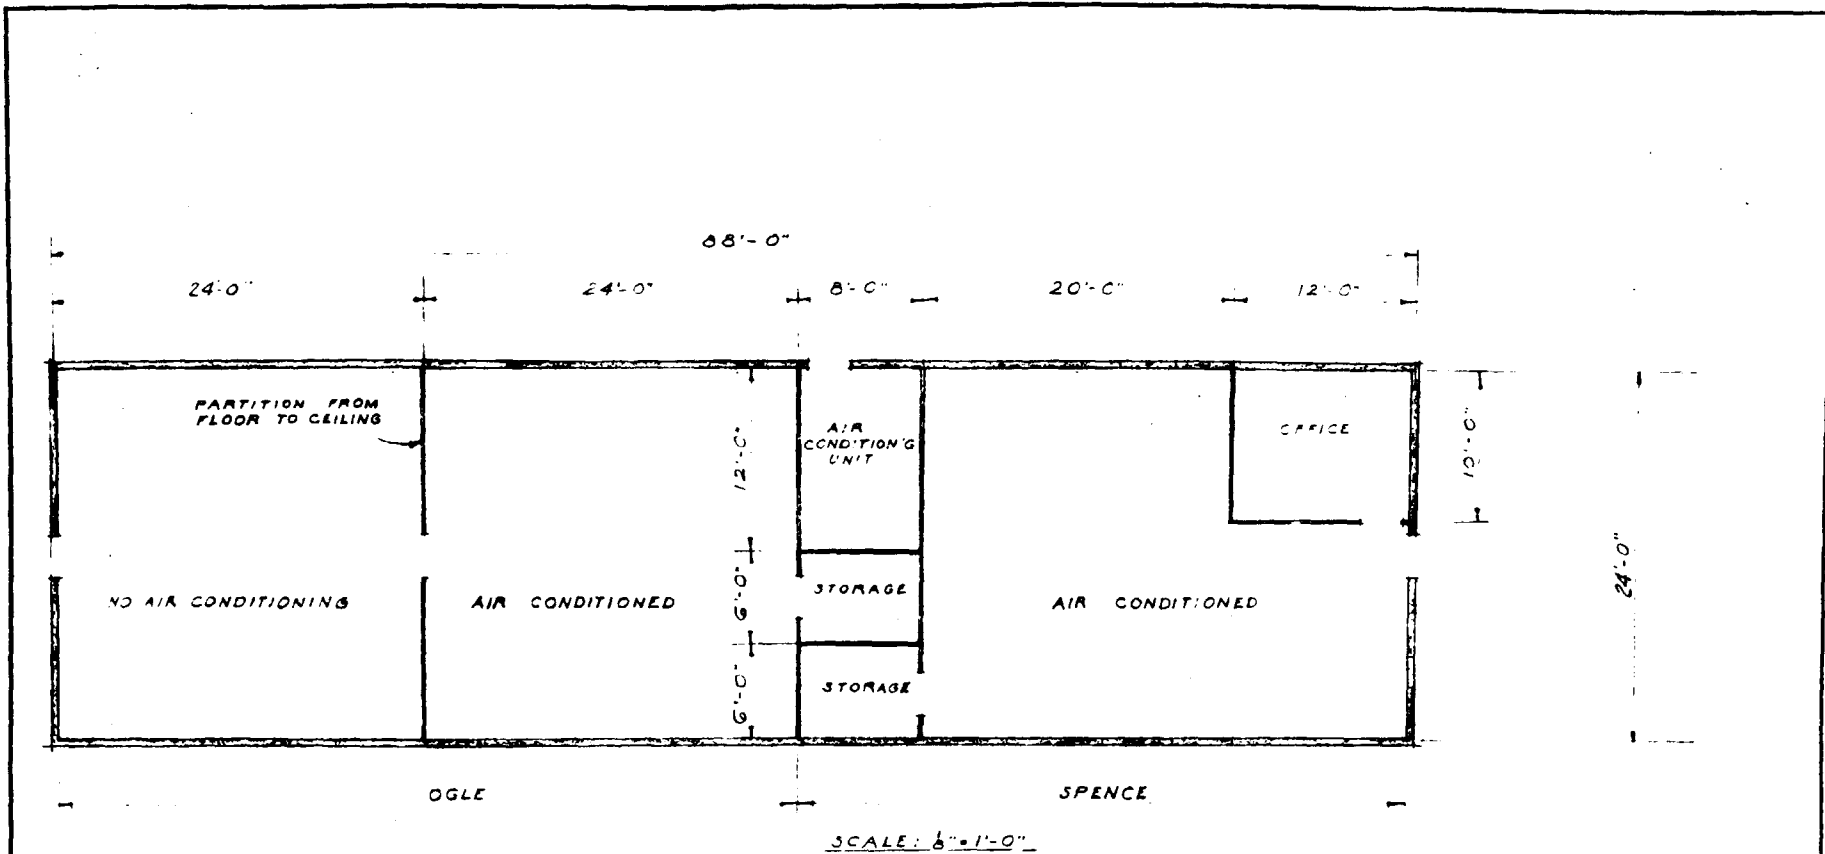 88'-0"
24'-0"
24'-0"
8'-0"
20'-0"
12'-0"
PARTITION FROM
FLOOR TO CEILING
12'-0"
AIR
CONDITION'G
UNIT
OFFICE
10'-0"
NO AIR CONDITIONING
AIR CONDITIONED
6'-0"
STORAGE
AIR CONDITIONED
24'-0"
6'-0"
STORAGE
OGLE
SPENCE
SCALE: 1/8"=1'-0"